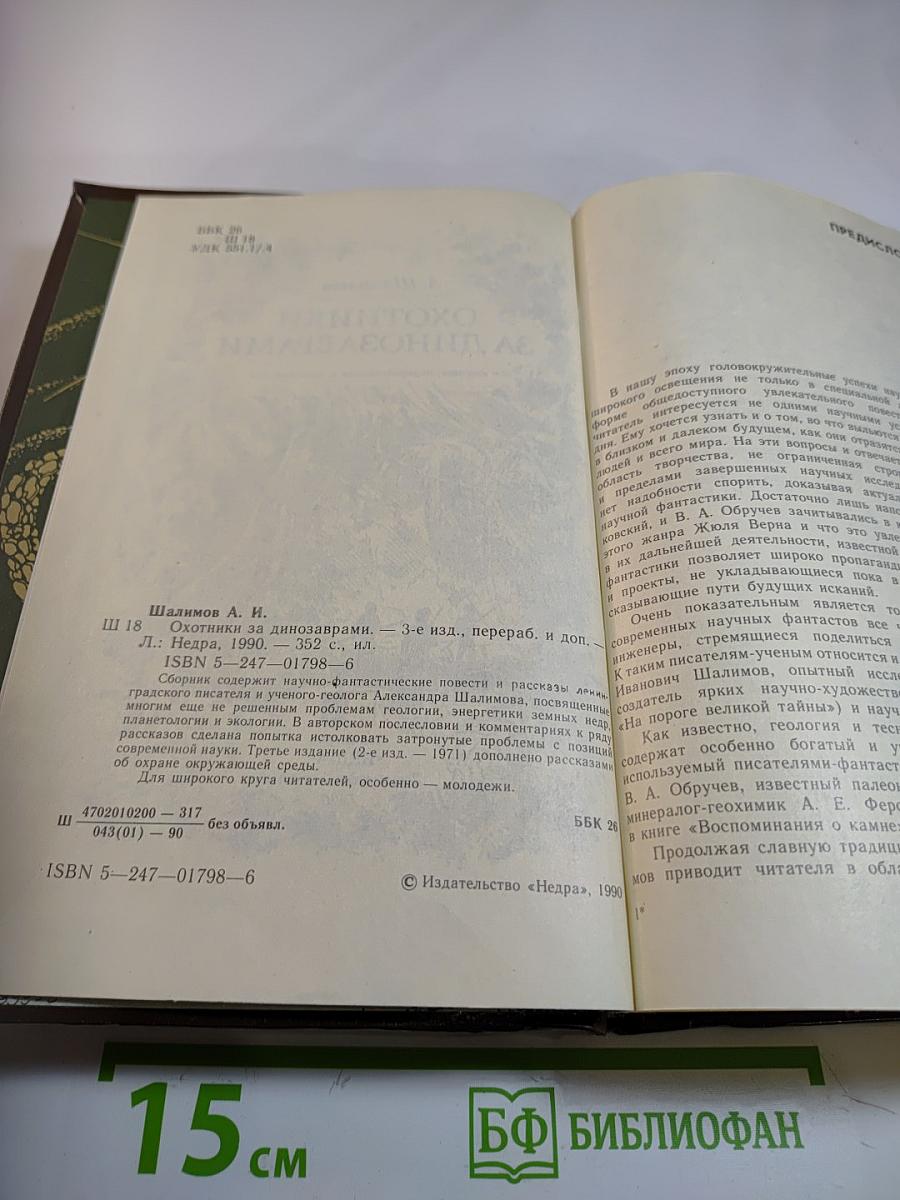 ББК 26
Ш 18
УДК 551.1/.4
Шалимов А. И.
Ш 18 Охотники за динозаврами. — 3-е изд., перераб. и доп. —
Л.: Недра, 1990. — 352 с., ил.
ISBN 5—247—01798—6
Сборник содержит научно-фантастические повести и рассказы ленин-
градского писателя и ученого-геолога Александра Шалимова, посвященные
многим еще не решенным проблемам геологии, энергетики земных недр,
планетологии и экологии. В авторском послесловии и комментариях к ряду
рассказов сделана попытка истолковать затронутые проблемы с позиций
современной науки. Третье издание (2-е изд. — 1971) дополнено рассказами
об охране окружающей среды.
Для широкого круга читателей, особенно — молодежи.
Ш 4702010200 — 317
043(01) — 90 без объявл.
ББК 26
ISBN 5—247—01798—6
© Издательство «Недра», 1990
ПРЕДИСЛО
В нашу эпоху головокружительные успехи нау
широкого освещения не только в специальной
форме общедоступного увлекательного повест
читатель интересуется не одними научными ус
дня. Ему хочется узнать и о том, во что выльются
в близком и далеком будущем, как они отразятс
людей и всего мира. На эти вопросы и отвечает
область творчества, не ограниченная стро
и пределами завершенных научных исслед
нет надобности спорить, доказывая актуал
научной фантастики. Достаточно лишь напо
ковский, и В. А. Обручев зачитывались в
этого жанра Жюля Верна и что это увле
в их дальнейшей деятельности, известной
фантастики позволяет широко пропаганд
и проекты, не укладывающиеся пока в
сказывающие пути будущих исканий.
Очень показательным является то
современных научных фантастов все
инженеры, стремящиеся поделиться
К таким писателям-ученым относится и
Иванович Шалимов, опытный иссле
создатель ярких научно-художестве
«На пороге великой тайны») и науч
Как известно, геология и тесн
содержат особенно богатый и у
используемый писателями-фантаст
В. А. Обручев, известный палеон
минералог-геохимик А. Е. Ферс
в книге «Воспоминания о камне»
Продолжая славную традици
мов приводит читателя в обла
1*
15 см
БФ БИБЛИОФАН